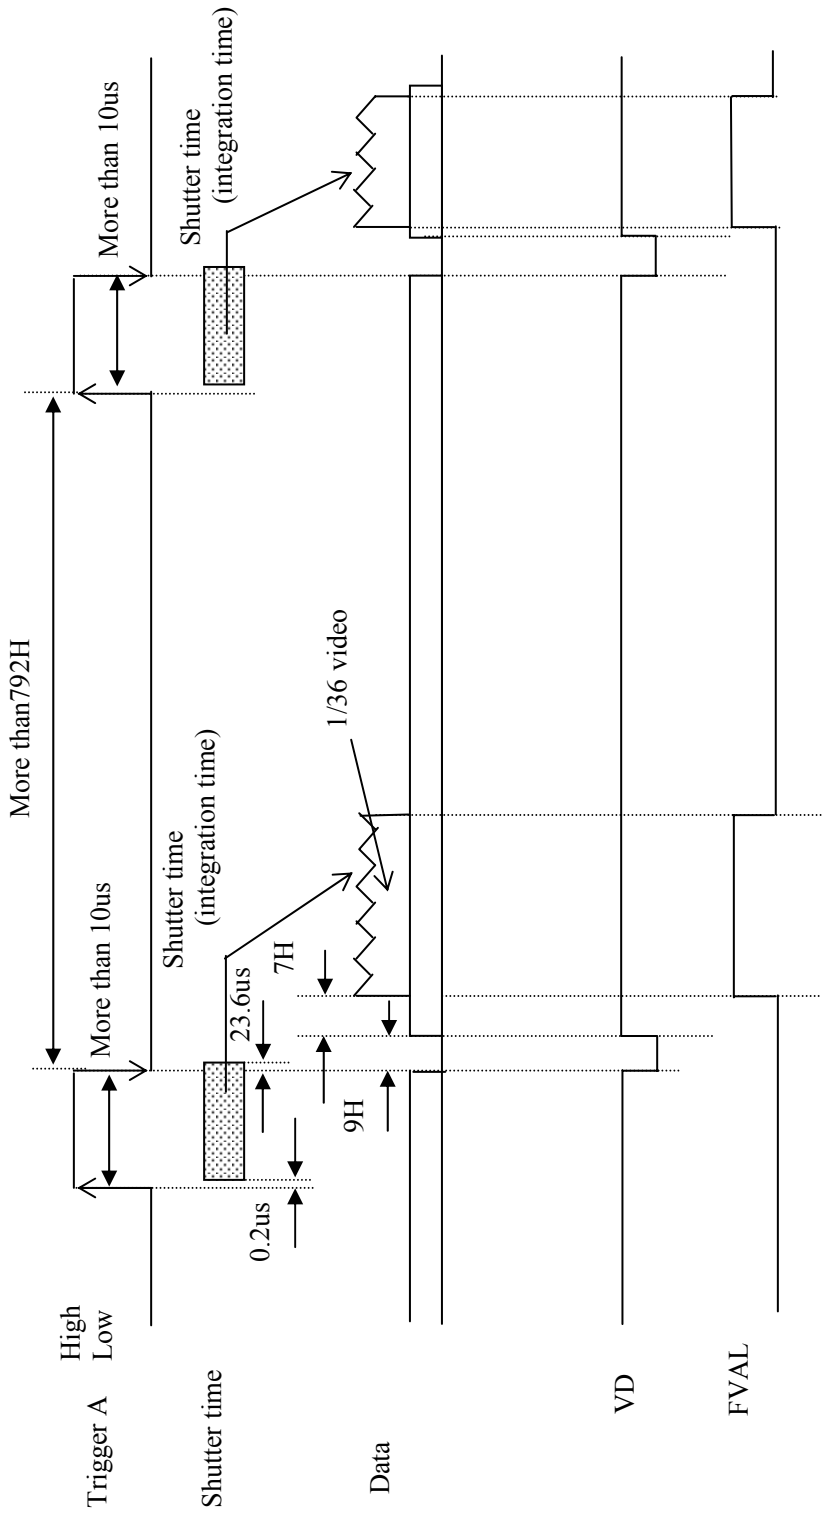 More than792H
More than 10us
More than 10us
High
Low
Trigger A
Shutter time
(integration time)
Shutter time
(integration time)
Shutter time
0.2us
23.6us
7H
9H
1/36 video
Data
VD
FVAL